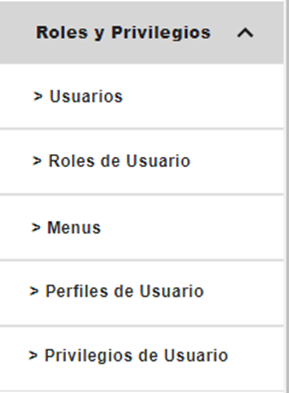 Roles y Privilegios
> Usuarios
> Roles de Usuario
> Menus
> Perfiles de Usuario
> Privilegios de Usuario